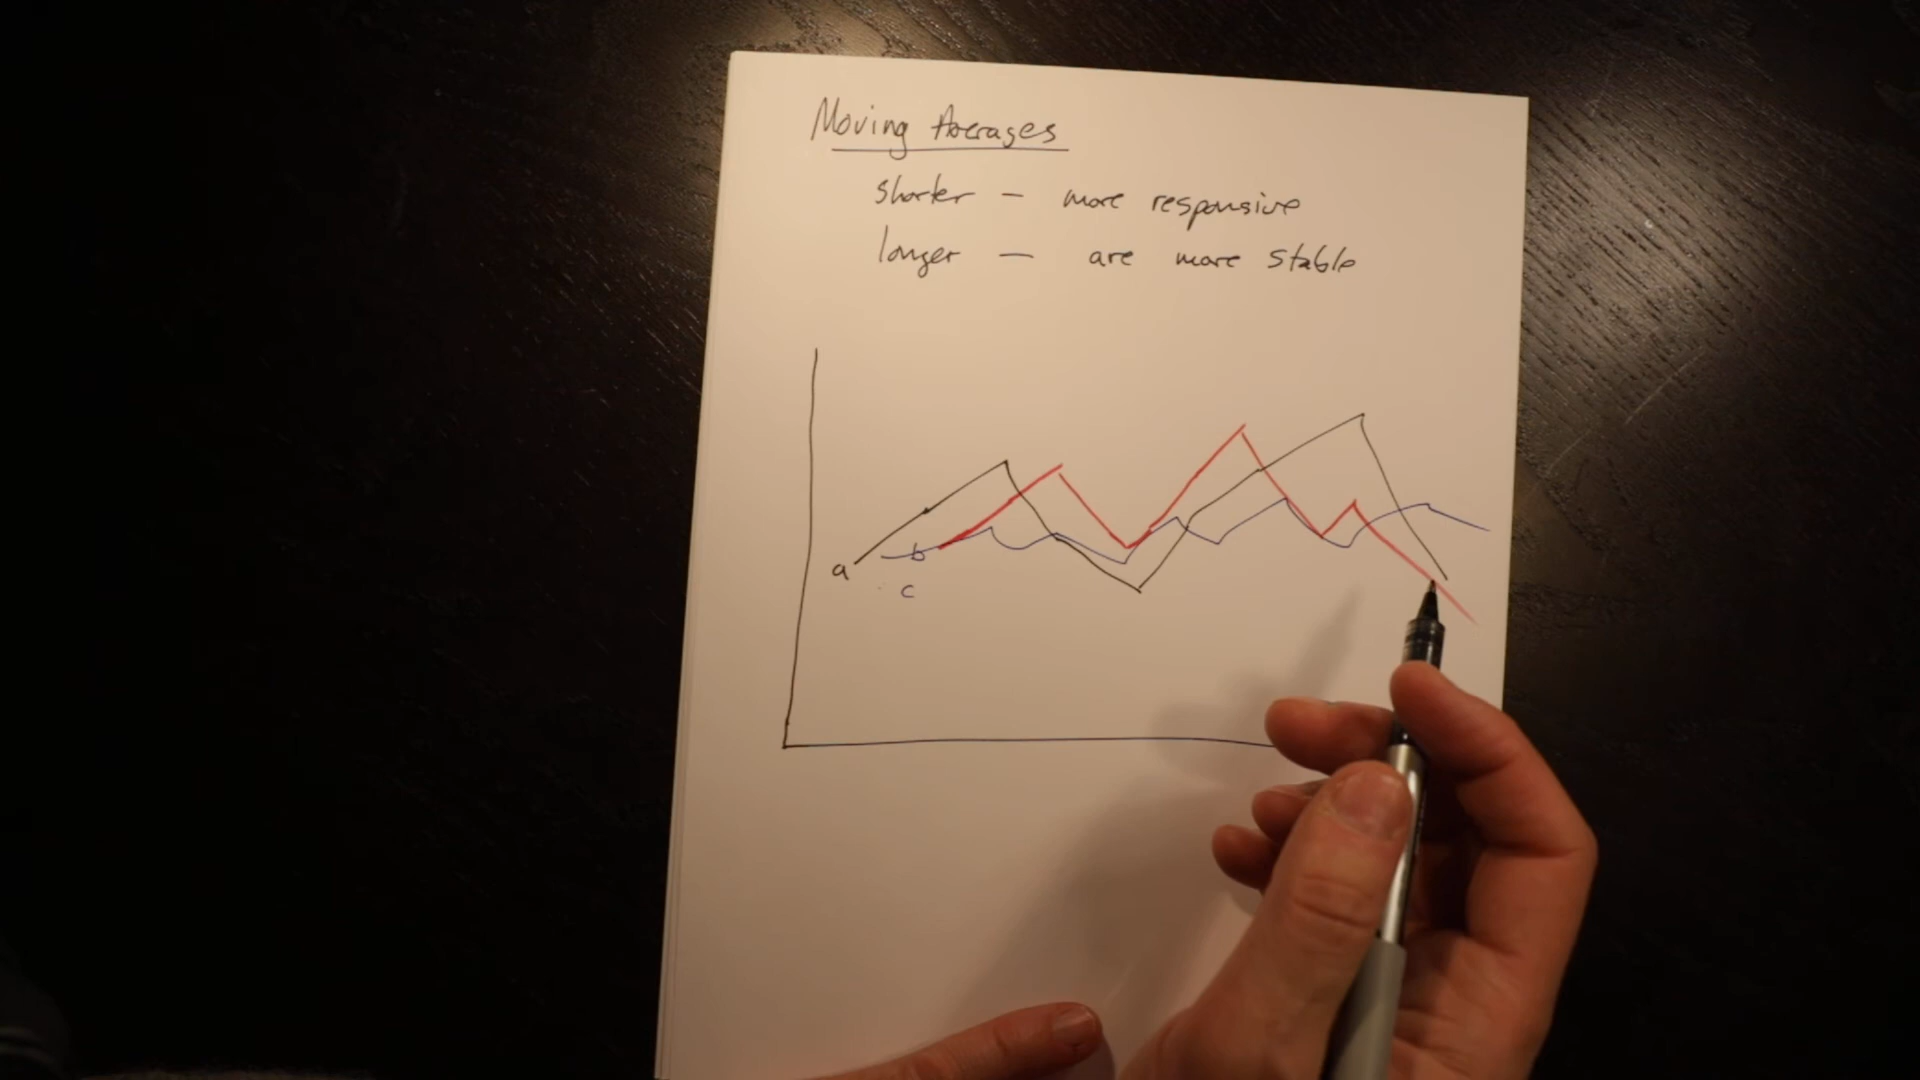 Moving Averages
shorter - more responsive
longer - are more stable
a
b
c